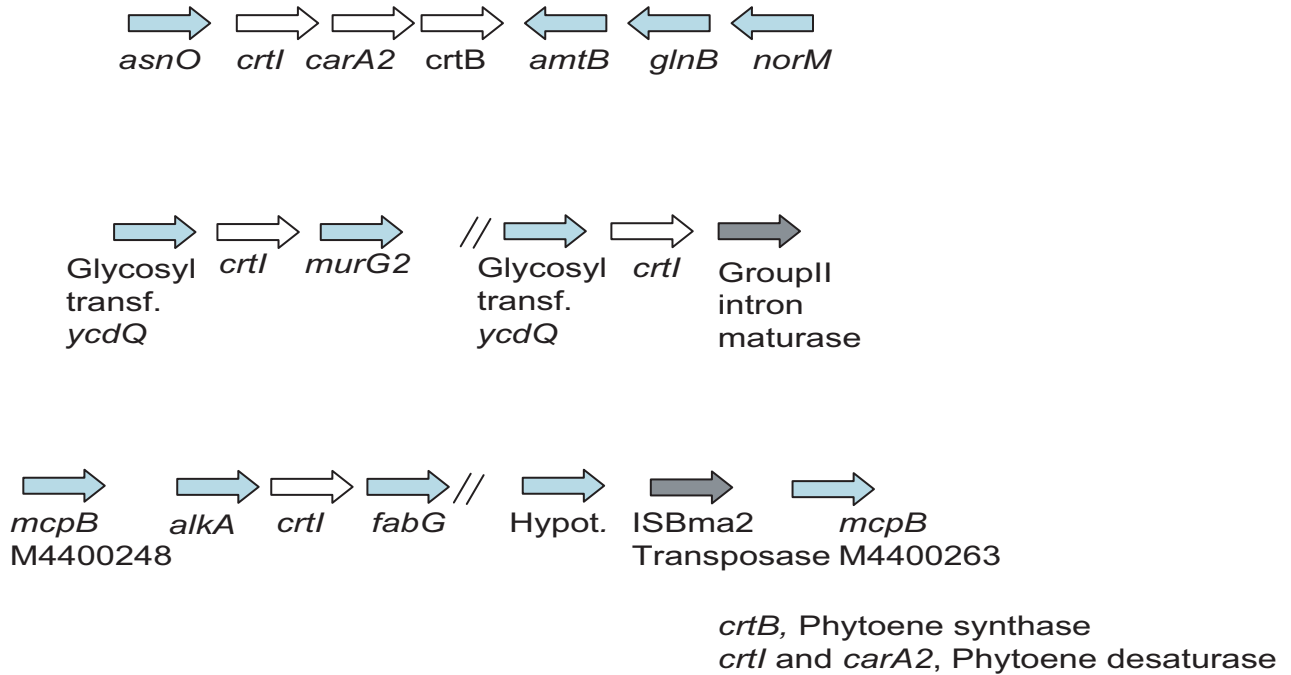 asnO crtI carA2 crtB amtB glnB norM
// 
Glycosyl crtI murG2 Glycosyl crtI GroupII
transf. transf. intron
ycdQ ycdQ maturase
//
mcpB alkA crtI fabG Hypot. ISBma2 mcpB
M4400248 Transposase M4400263
crtB, Phytoene synthase
crtI and carA2, Phytoene desaturase